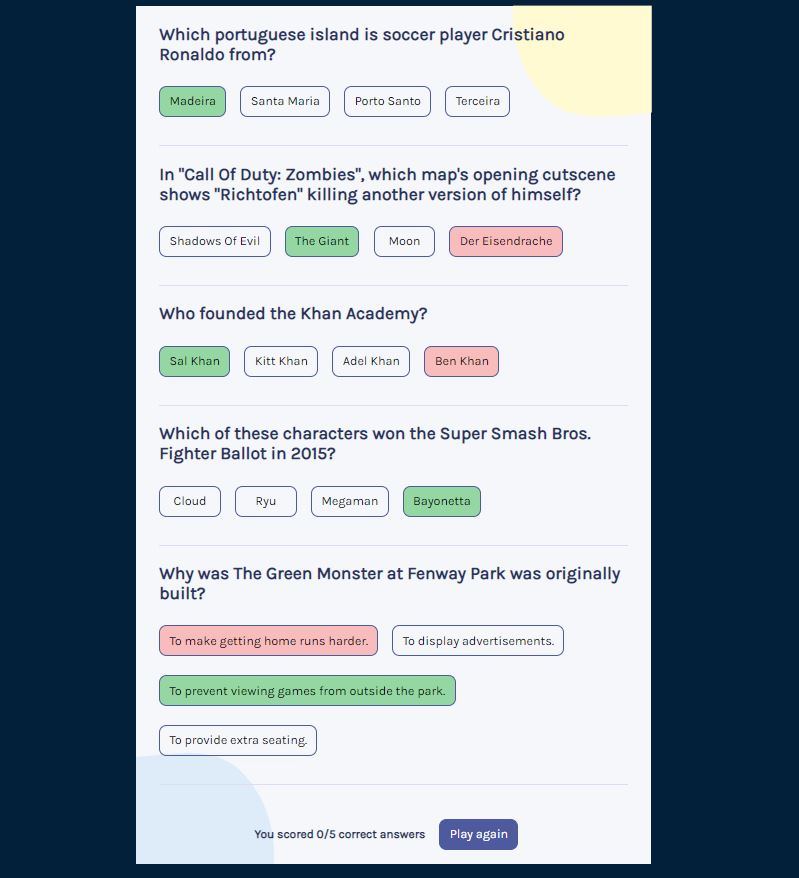 Which portuguese island is soccer player Cristiano
Ronaldo from?
Madeira Santa Maria Porto Santo Terceira
In "Call Of Duty: Zombies", which map's opening cutscene
shows "Richtofen" killing another version of himself?
Shadows Of Evil The Giant Moon Der Eisendrache
Who founded the Khan Academy?
Sal Khan Kitt Khan Adel Khan Ben Khan
Which of these characters won the Super Smash Bros.
Fighter Ballot in 2015?
Cloud Ryu Megaman Bayonetta
Why was The Green Monster at Fenway Park was originally
built?
To make getting home runs harder. To display advertisements.
To prevent viewing games from outside the park.
To provide extra seating.
You scored 0/5 correct answers Play again